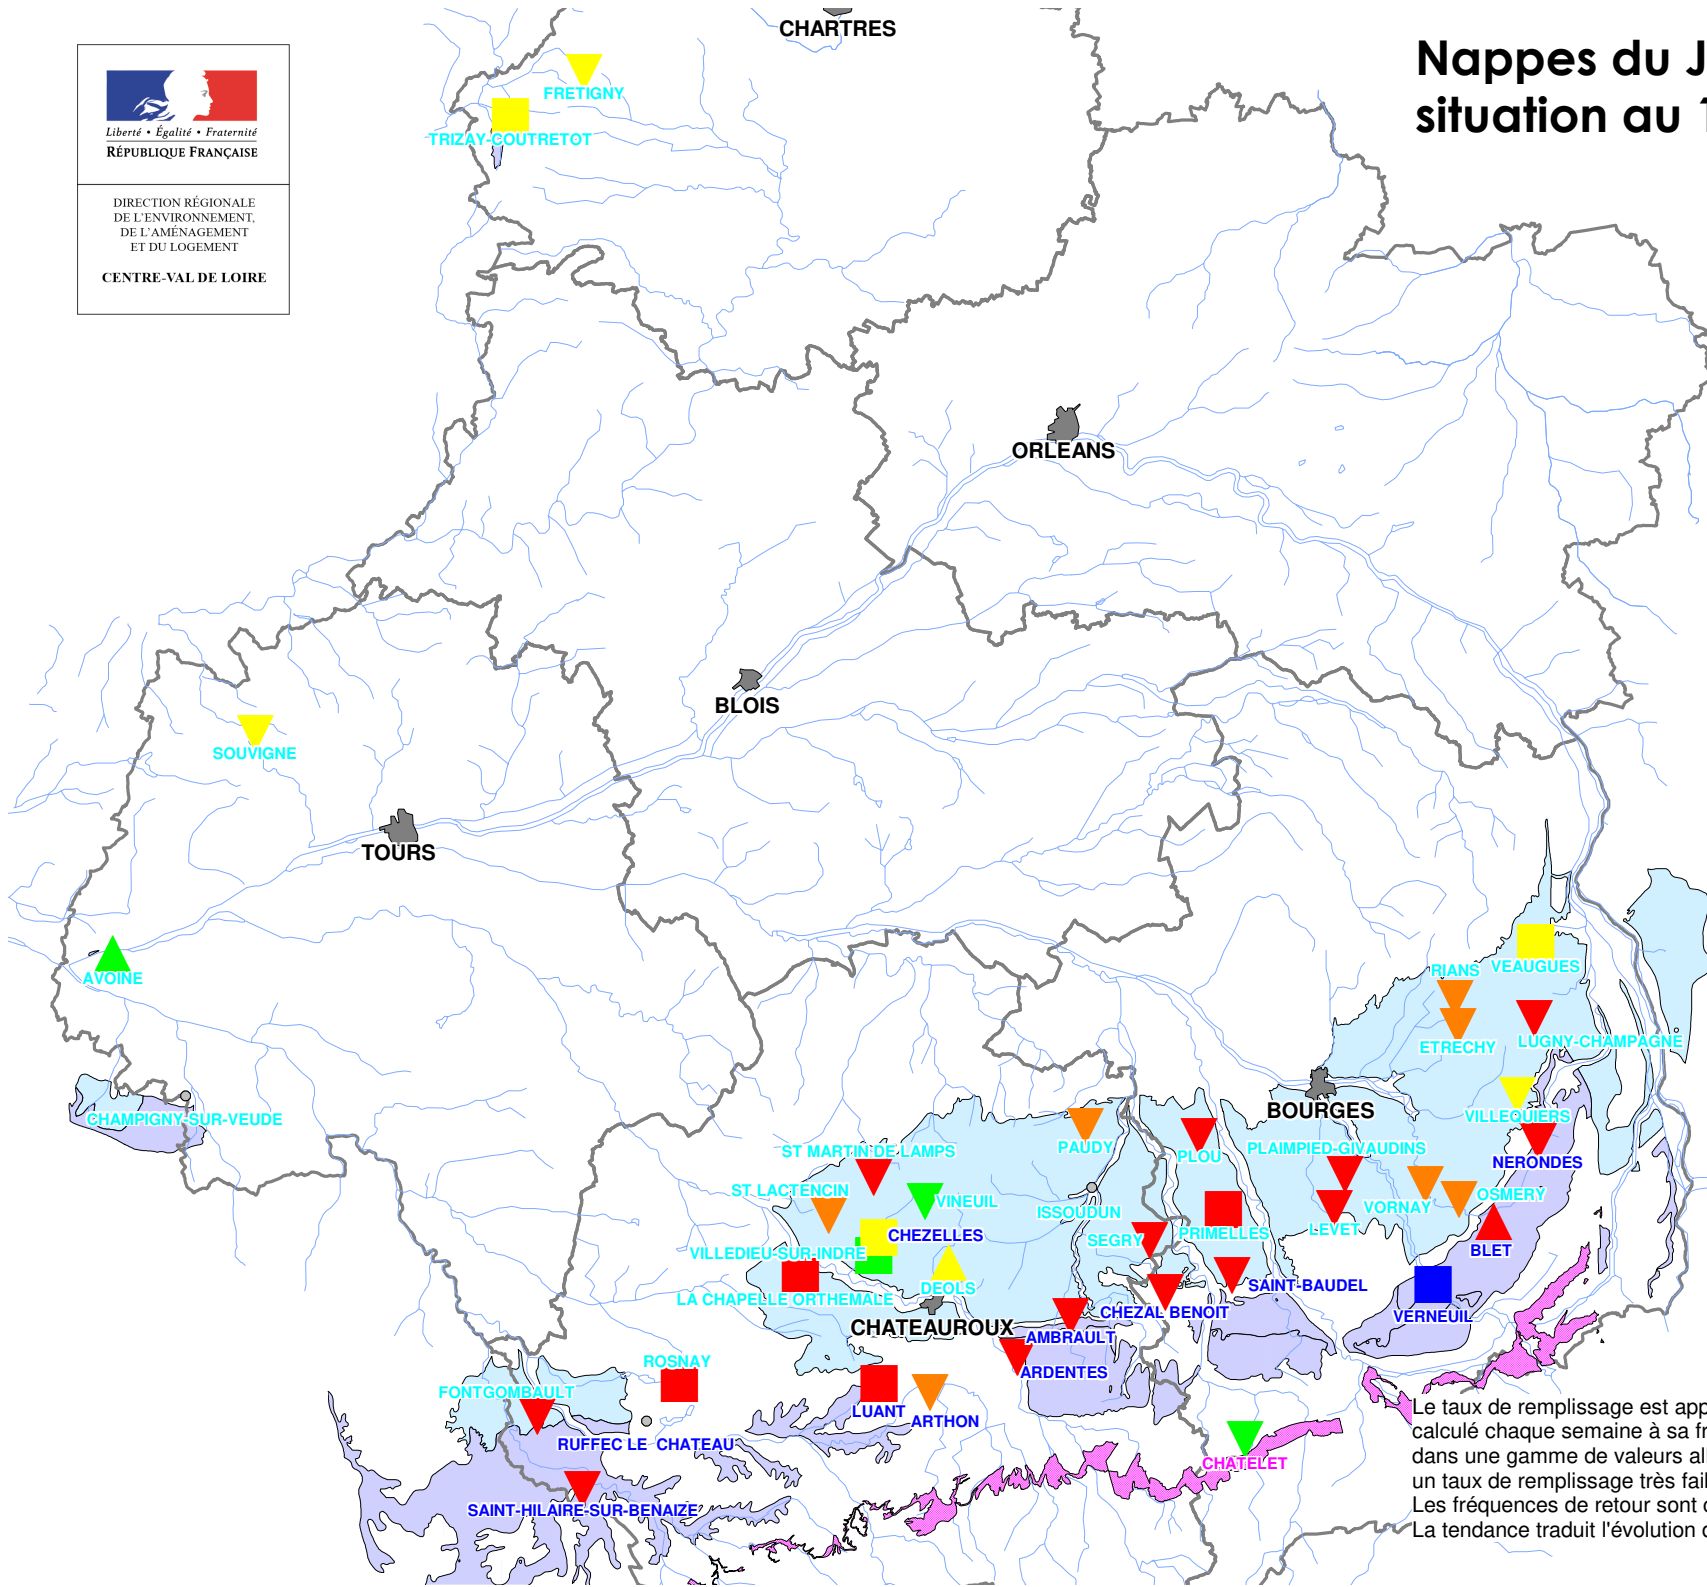 CHARTRES
Nappes du J
situation au 1
FRETIGNY
TRIZAY-COUTRETOT
Liberté • Égalité • Fraternité
RÉPUBLIQUE FRANÇAISE
DIRECTION RÉGIONALE
DE L'ENVIRONNEMENT,
DE L'AMÉNAGEMENT
ET DU LOGEMENT
CENTRE-VAL DE LOIRE
ORLEANS
BLOIS
SOUVIGNE
TOURS
AVOINE
RIANS
VEAUGUES
ETRECHY
LUGNY-CHAMPAGNE
BOURGES
VILLEQUIERS
CHAMPIGNY-SUR-VEUDE
ST MARTIN DE LAMPS
PAUDY
PLOU
PLAIMPIED-GIVAUDINS
NERONDES
ST LACTENCIN
VINEUIL
ISSOUDUN
VORNAY
OSMERY
CHEZELLES
SEGRY
PRIMELLES
LEVET
VILLEDIEU-SUR-INDRE
BLET
DEOLS
SAINT-BAUDEL
LA CHAPELLE ORTHEMALE
CHEZAL BENOIT
VERNEUIL
CHATEAUROUX
AMBRAULT
ROSNAY
ARDENTES
FONTGOMBAULT
LUANT
ARTHON
RUFFEC LE CHATEAU
CHATELET
SAINT-HILAIRE-SUR-BENAIZE
Le taux de remplissage est app
calculé chaque semaine à sa fr
dans une gamme de valeurs all
un taux de remplissage très fail
Les fréquences de retour sont c
La tendance traduit l'évolution d